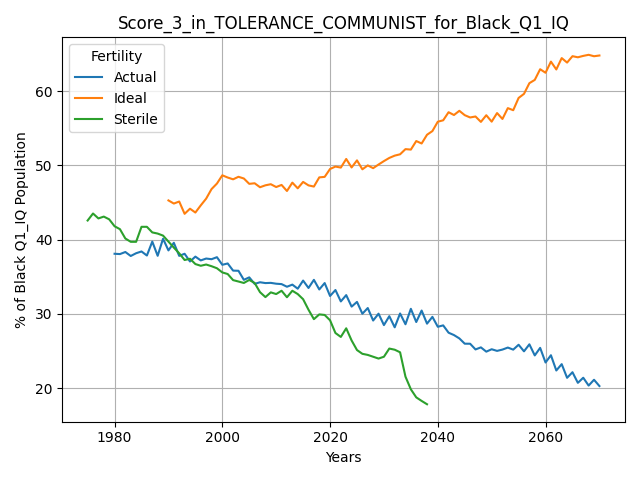 Score_3_in_TOLERANCE_COMMUNIST_for_Black_Q1_IQ
Fertility
Actual
Ideal
Sterile
% of Black Q1_IQ Population
60
50
40
30
20
1980
2000
2020
2040
2060
Years